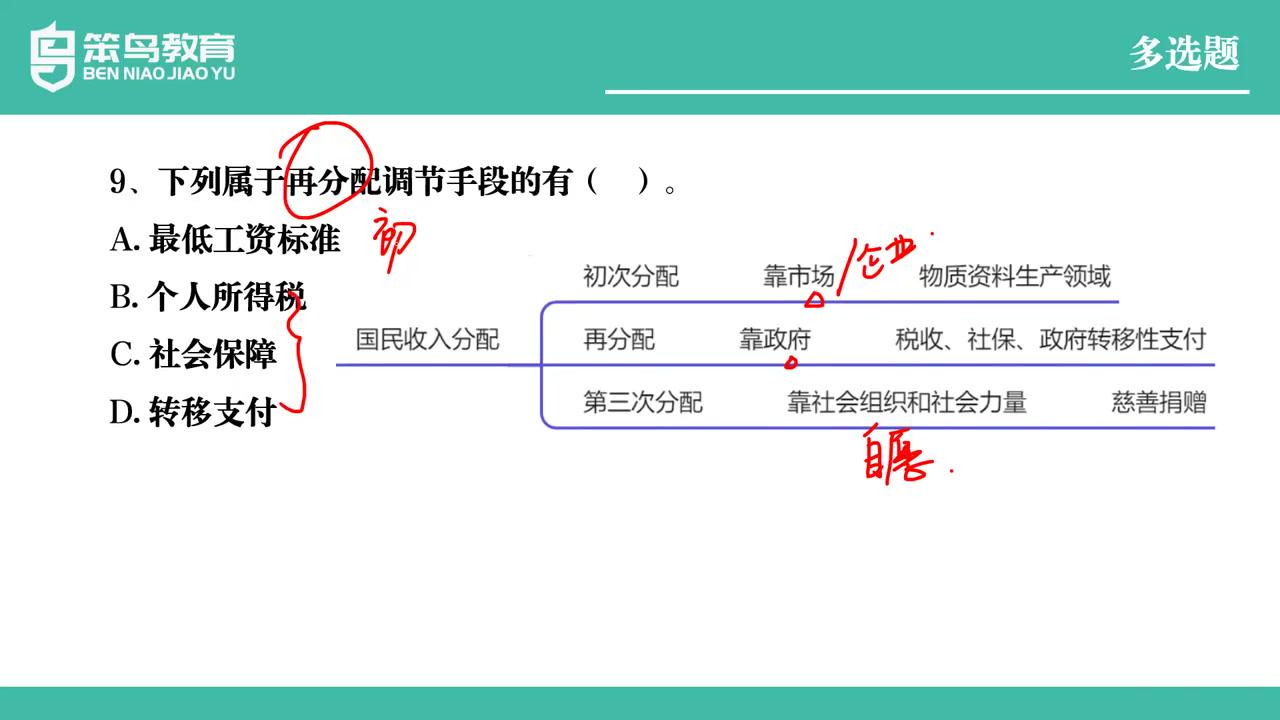 笨鸟教育
BEN NIAO JIAO YU
多选题
9、下列属于再分配调节手段的有（ ）。
A. 最低工资标准 初
B. 个人所得税
C. 社会保障
D. 转移支付
国民收入分配
初次分配 靠市场 /企业 物质资料生产领域
再分配 靠政府 税收、社保、政府转移性支付
第三次分配 靠社会组织和社会力量 慈善捐赠
自愿